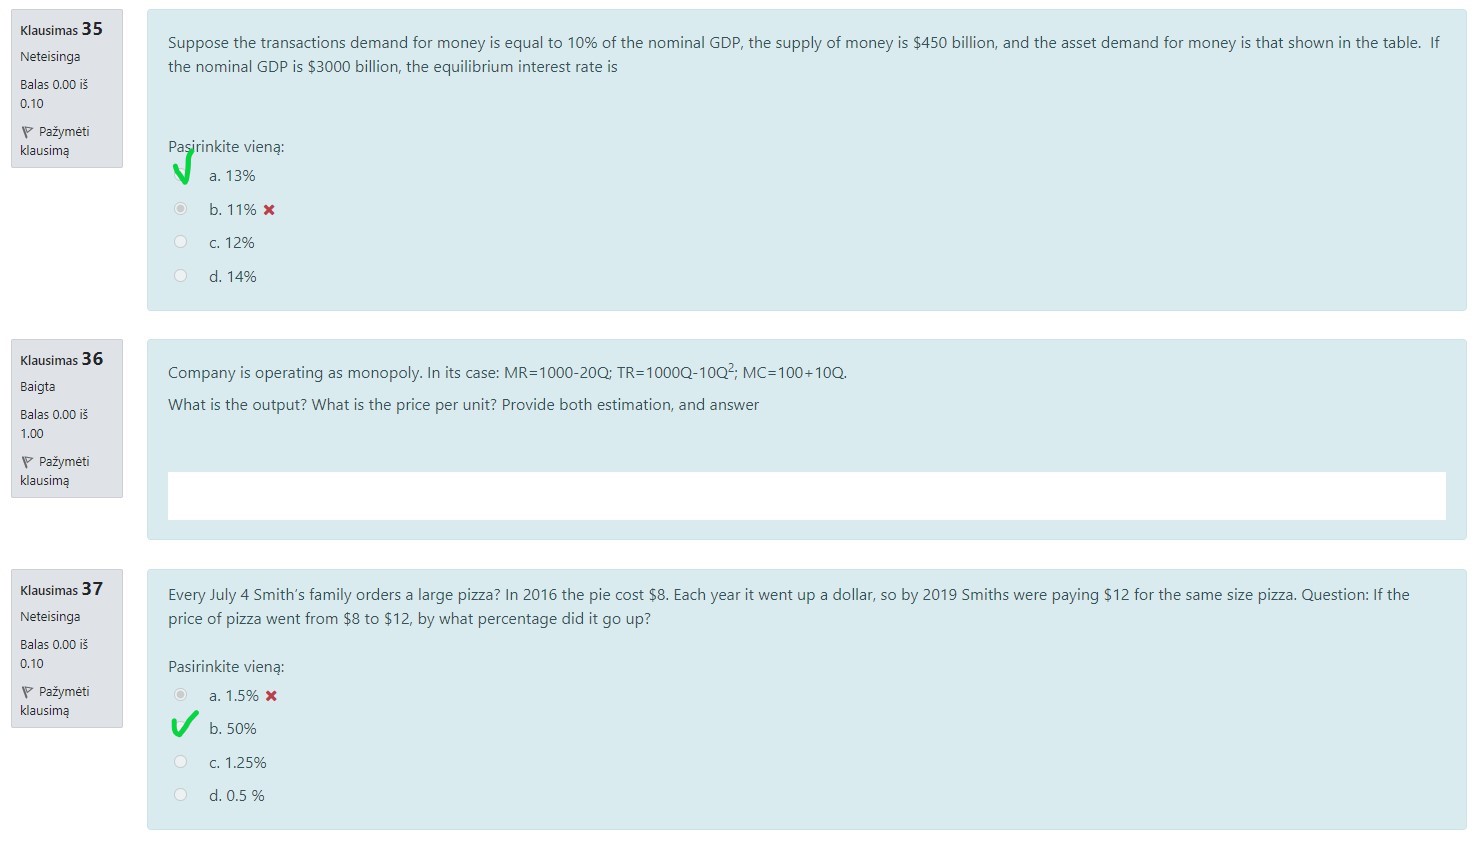 Klausimas 35
Neteisinga
Balas 0.00 iš
0.10
Pažymėti
klausimą
Suppose the transactions demand for money is equal to 10% of the nominal GDP, the supply of money is $450 billion, and the asset demand for money is that shown in the table.  If
the nominal GDP is $3000 billion, the equilibrium interest rate is
Pasirinkite vieną:
a. 13%
b. 11%
c. 12%
d. 14%
Klausimas 36
Baigta
Balas 0.00 iš
1.00
Pažymėti
klausimą
Company is operating as monopoly. In its case: MR=1000-20Q; TR=1000Q-10Q²; MC=100+10Q.
What is the output? What is the price per unit? Provide both estimation, and answer
Klausimas 37
Neteisinga
Balas 0.00 iš
0.10
Pažymėti
klausimą
Every July 4 Smith's family orders a large pizza? In 2016 the pie cost $8. Each year it went up a dollar, so by 2019 Smiths were paying $12 for the same size pizza. Question: If the
price of pizza went from $8 to $12, by what percentage did it go up?
Pasirinkite vieną:
a. 1.5%
b. 50%
c. 1.25%
d. 0.5 %